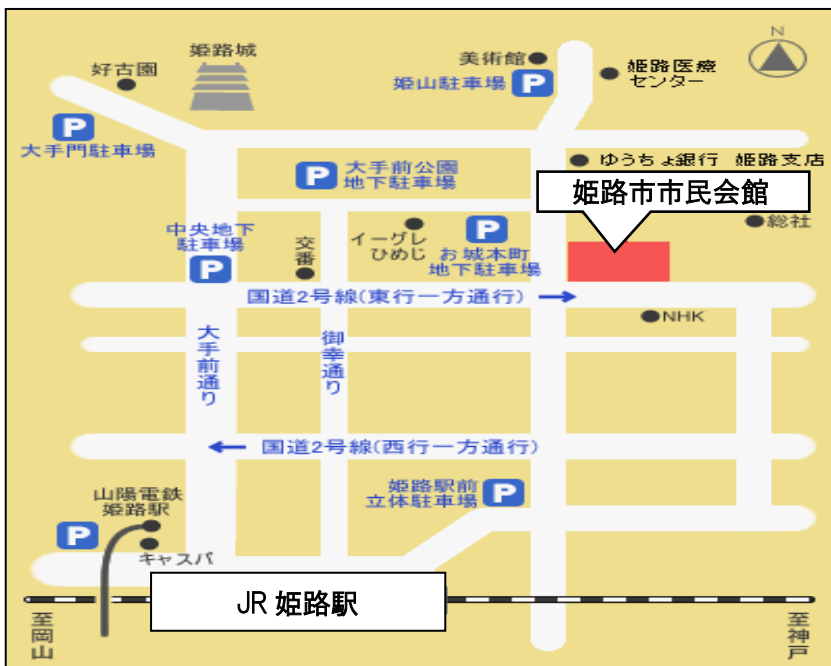 N
姫路城
好古園
美術館
姫山駐車場 P
姫路医療
センター
P
大手門駐車場
P 大手前公園
地下駐車場
ゆうちょ銀行 姫路支店
姫路市市民会館
総社
中央地下
駐車場
P
交番
イーグレ
ひめじ
P
お城本町
地下駐車場
国道2号線(東行一方通行)
NHK
大手前通り
御幸通り
国道2号線(西行一方通行)
姫路駅前
立体駐車場 P
山陽電鉄
姫路駅
P
キャスパ
JR 姫路駅
至岡山
至神戸